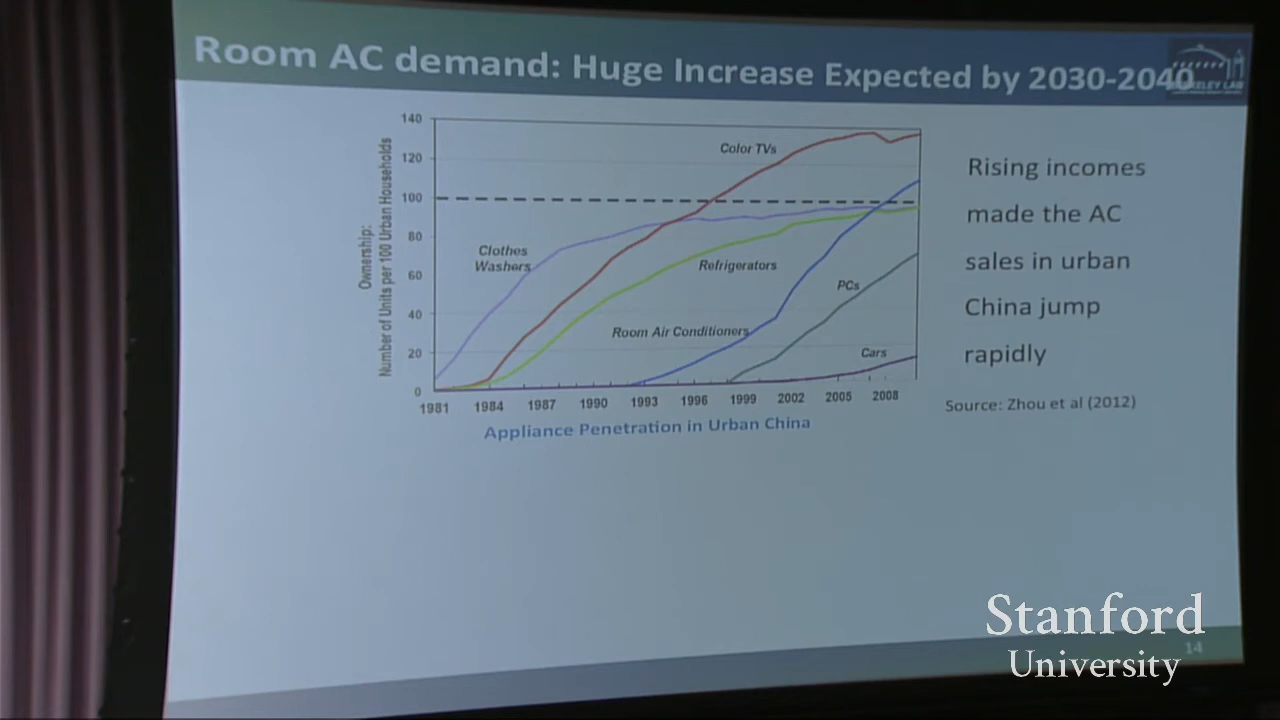 Room AC demand: Huge Increase Expected by 2030-2040
Ownership:
Number of Units per 100 Urban Households
140
120
100
80
60
40
20
0
Color TVs
Clothes
Washers
Refrigerators
PCs
Room Air Conditioners
Cars
1981 1984 1987 1990 1993 1996 1999 2002 2005 2008
Appliance Penetration in Urban China
Rising incomes
made the AC
sales in urban
China jump
rapidly
Source: Zhou et al (2012)
14
Stanford
University